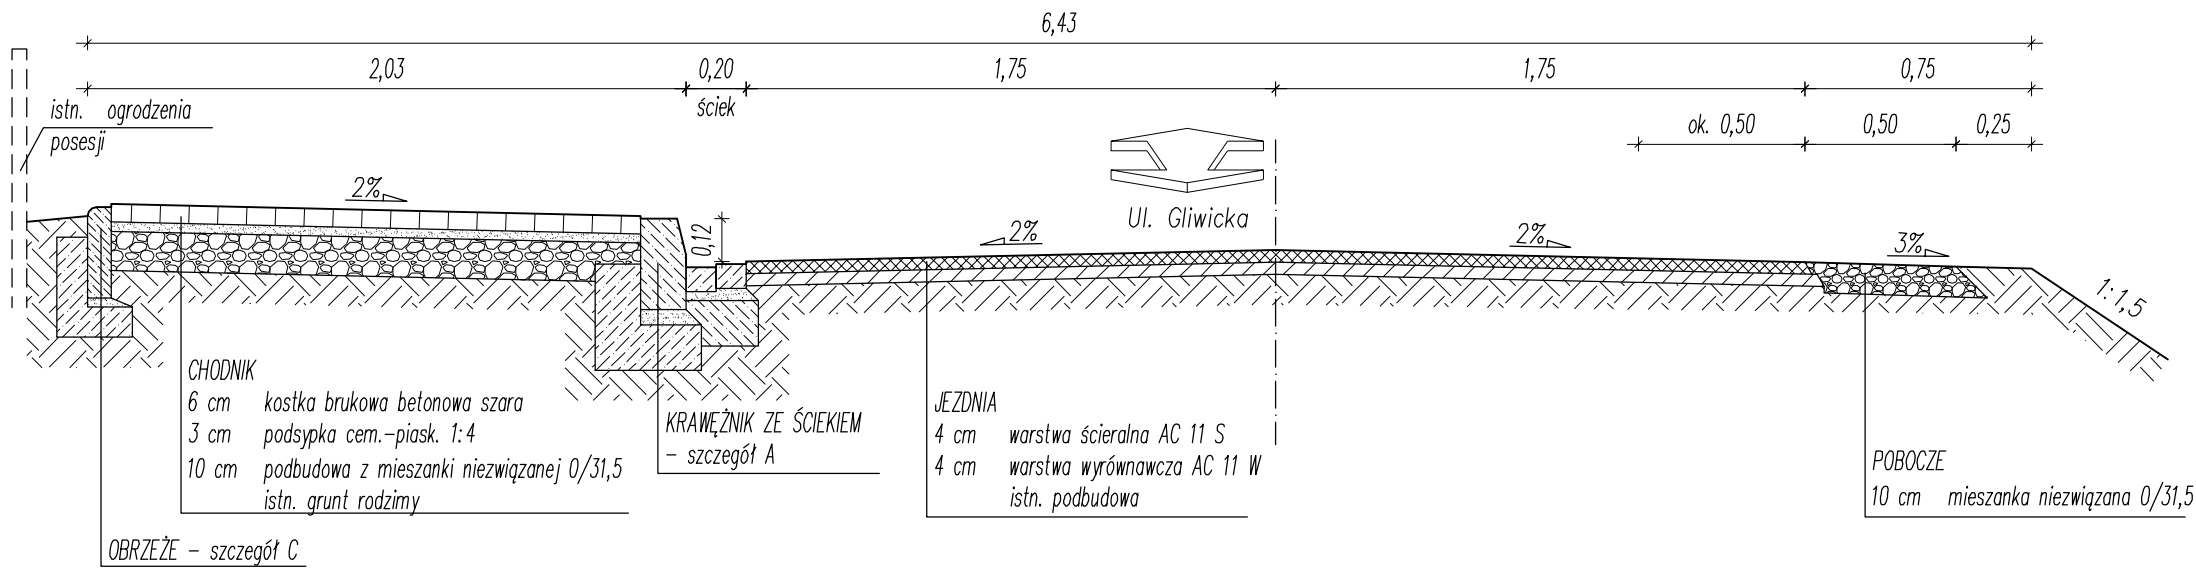 6,43
2,03
0,20
1,75
1,75
0,75
ściek
istn. ogrodzenia
posesji
ok. 0,50
0,50
0,25
2%
0,12
Ul. Gliwicka
2%
2%
3%
1:1,5
CHODNIK
6 cm kostka brukowa betonowa szara
3 cm podsypka cem.-piask. 1:4
10 cm podbudowa z mieszanki niezwiązanej 0/31,5
istn. grunt rodzimy
OBRZEŻE - szczegół C
KRAWĘŻNIK ZE ŚCIEKIEM
- szczegół A
JEZDNIA
4 cm warstwa ścieralna AC 11 S
4 cm warstwa wyrównawcza AC 11 W
istn. podbudowa
POBOCZE
10 cm mieszanka niezwiązana 0/31,5